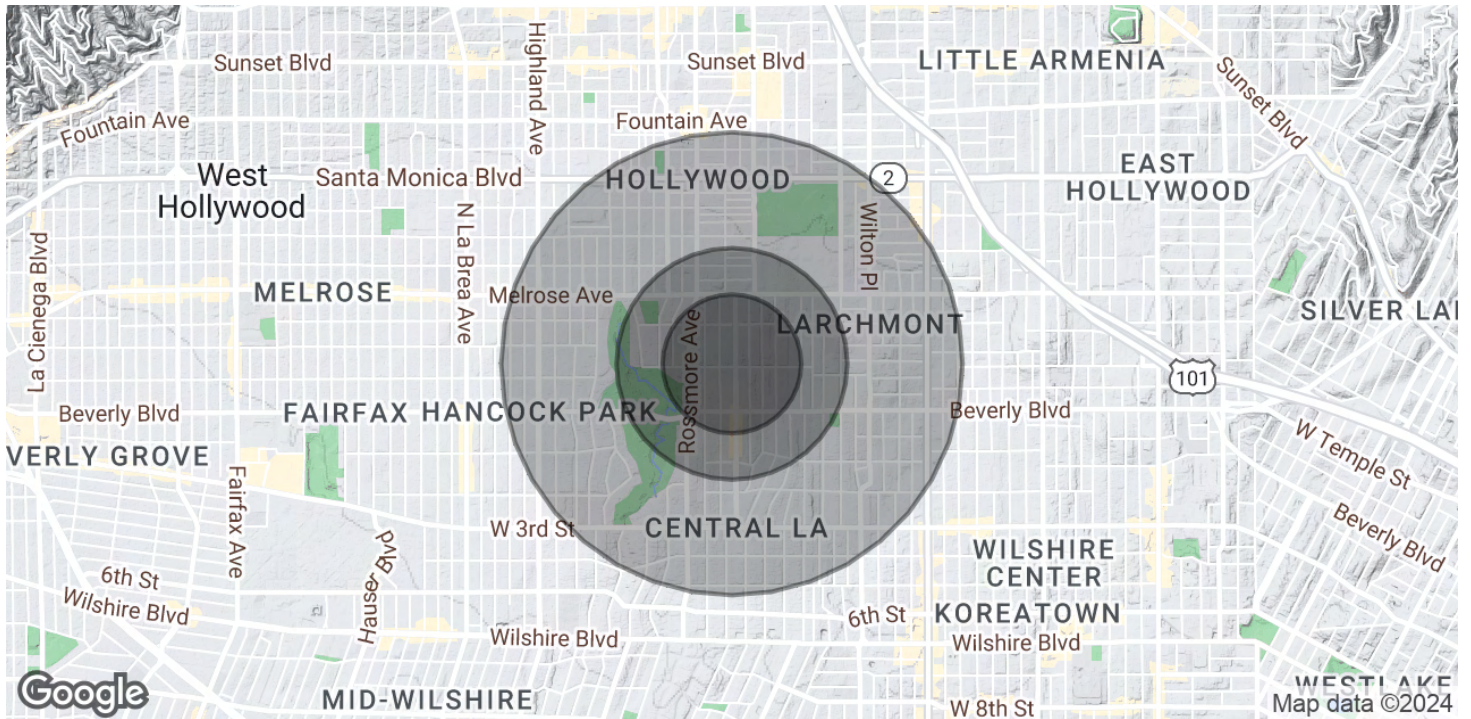 Sunset Blvd
Highland Ave
Sunset Blvd
LITTLE ARMENIA
Sunset Blvd
Fountain Ave
Fountain Ave
West
Hollywood
Santa Monica Blvd
HOLLYWOOD
2
EAST
HOLLYWOOD
N La Brea Ave
Wilton Pl
La Cienega Blvd
MELROSE
Melrose Ave
Rossmore Ave
LARCHMONT
SILVER LA
101
Beverly Blvd
FAIRFAX
HANCOCK PARK
Beverly Blvd
VERLY GROVE
W Temple St
Fairfax Ave
W 3rd St
CENTRAL LA
Beverly Blvd
Hauser Blvd
WILSHIRE
CENTER
6th St
Wilshire Blvd
6th St
KOREATOWN
Wilshire Blvd
Wilshire Blvd
Google
MID-WILSHIRE
W 8th St
WESTLAKE
Map data ©2024